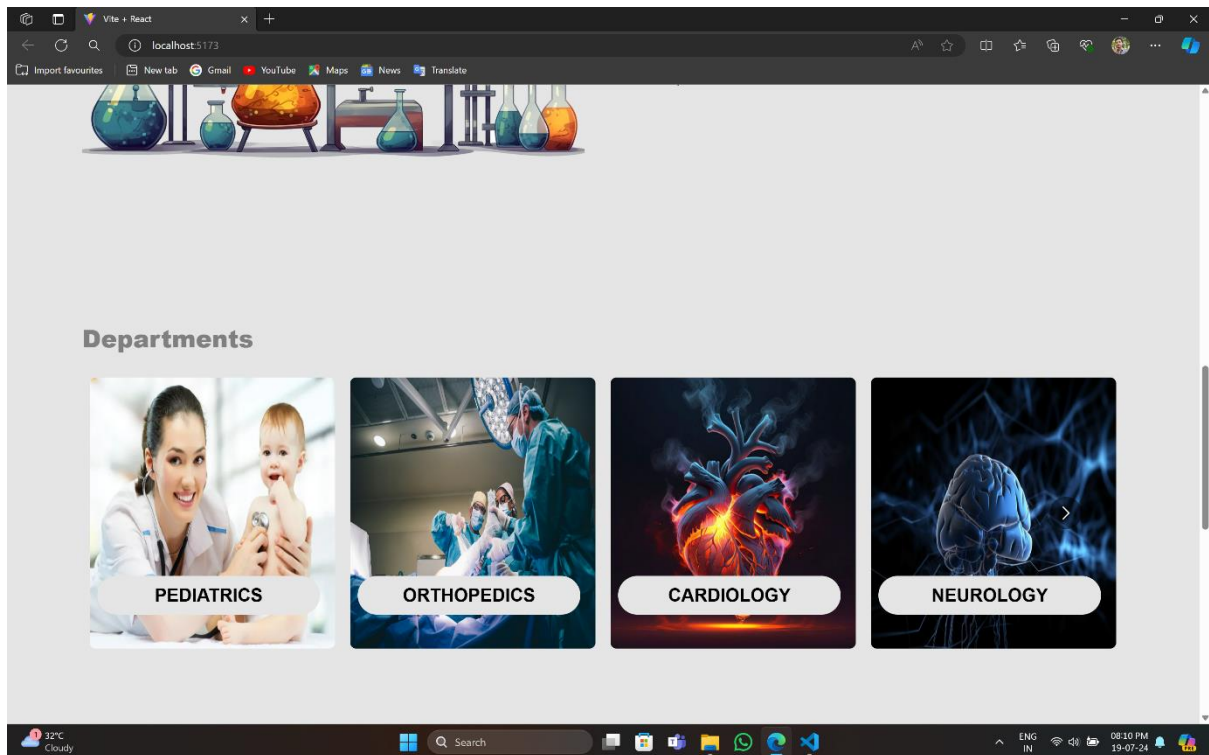 Vite + React
localhost:5173
Import favourites New tab Gmail YouTube Maps News Translate
Departments
PEDIATRICS ORTHOPEDICS CARDIOLOGY NEUROLOGY
32°C
Cloudy
Search
ENG
IN
08:10 PM
19-07-24